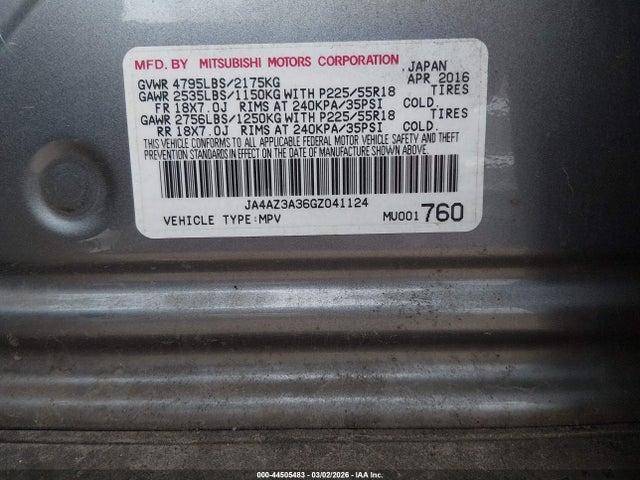 MFD. BY MITSUBISHI MOTORS CORPORATION JAPAN
GVWR 4795LBS/2175KG APR 2016
GAWR 2535LBS/1150KG WITH P225/55R18 TIRES
FR 18X7.0J RIMS AT 240KPA/35PSI COLD.
GAWR 2756LBS/1250KG WITH P225/55R18 TIRES
RR 18X7.0J RIMS AT 240KPA/35PSI COLD.
THIS VEHICLE CONFORMS TO ALL APPLICABLE FEDERAL MOTOR VEHICLE SAFETY AND THEFT
PREVENTION STANDARDS IN EFFECT ON THE DATE OF MANUFACTURE SHOWN ABOVE.
JA4AZ3A36GZ041124
VEHICLE TYPE:MPV MU001760
000-44505483 - 03/02/2026 - IAA Inc.